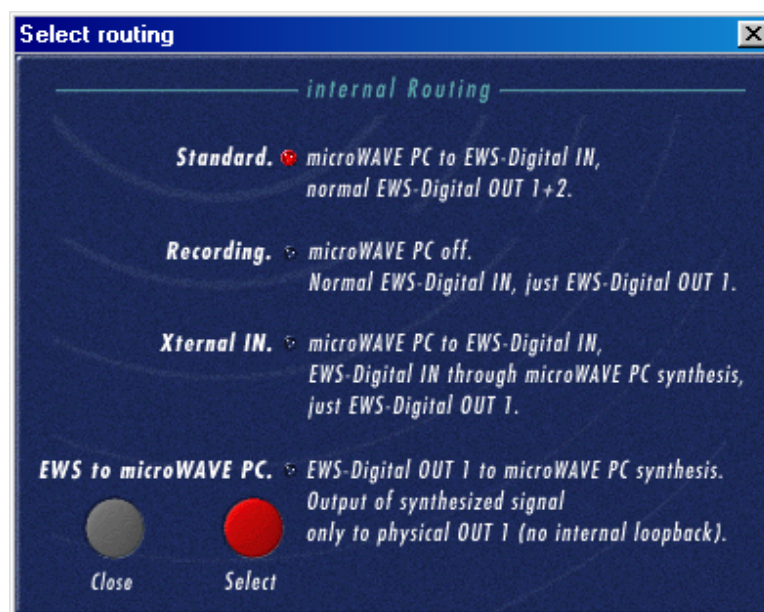 Select routing
internal Routing
Standard. microWAVE PC to EWS-Digital IN,
normal EWS-Digital OUT 1+2.
Recording. microWAVE PC off.
Normal EWS-Digital IN, just EWS-Digital OUT 1.
Xternal IN. microWAVE PC to EWS-Digital IN,
EWS-Digital IN through microWAVE PC synthesis,
just EWS-Digital OUT 1.
EWS to microWAVE PC. EWS-Digital OUT 1 to microWAVE PC synthesis.
Output of synthesized signal
only to physical OUT 1 (no internal loopback).
Close Select